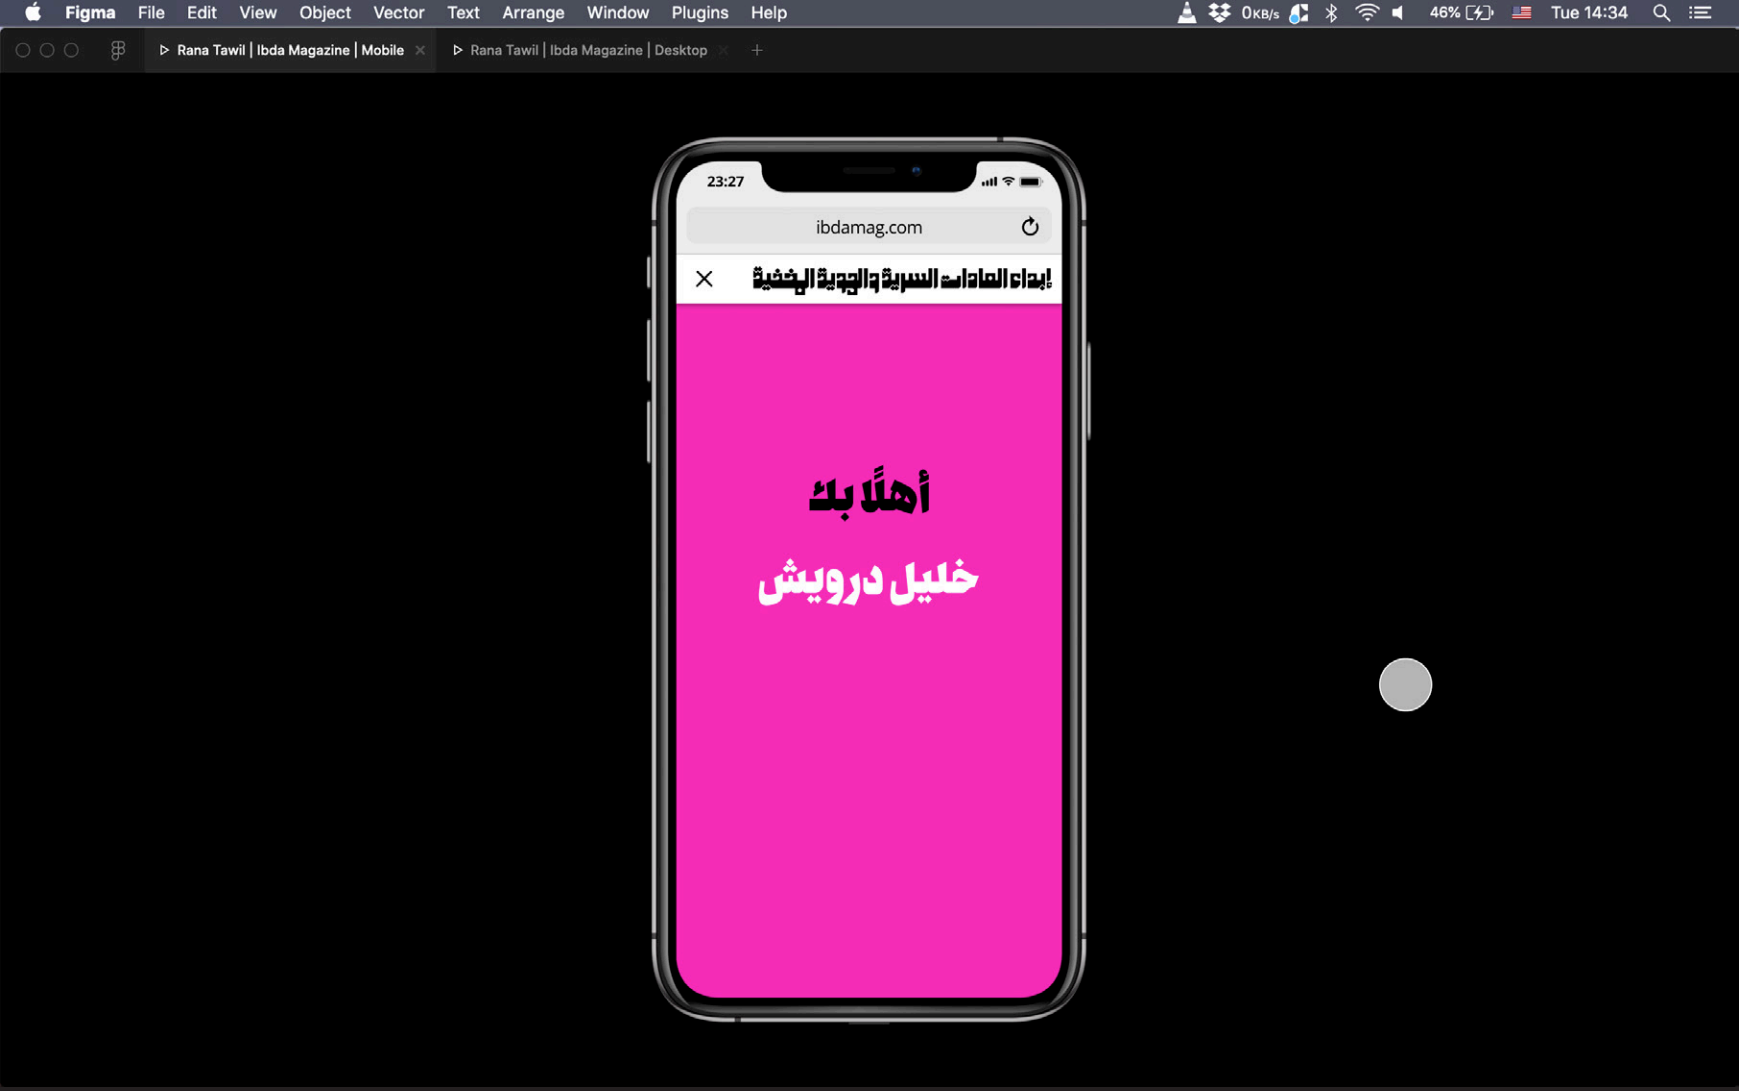 Figma File Edit View Object Vector Text Arrange Window Plugins Help 0KB/s 46% Tue 14:34
Rana Tawil | Ibda Magazine | Mobile Rana Tawil | Ibda Magazine | Desktop
23:27
ibdamag.com
إبداء العادات السرية والجدية المخفية
أهلًا بك
خليل درويش